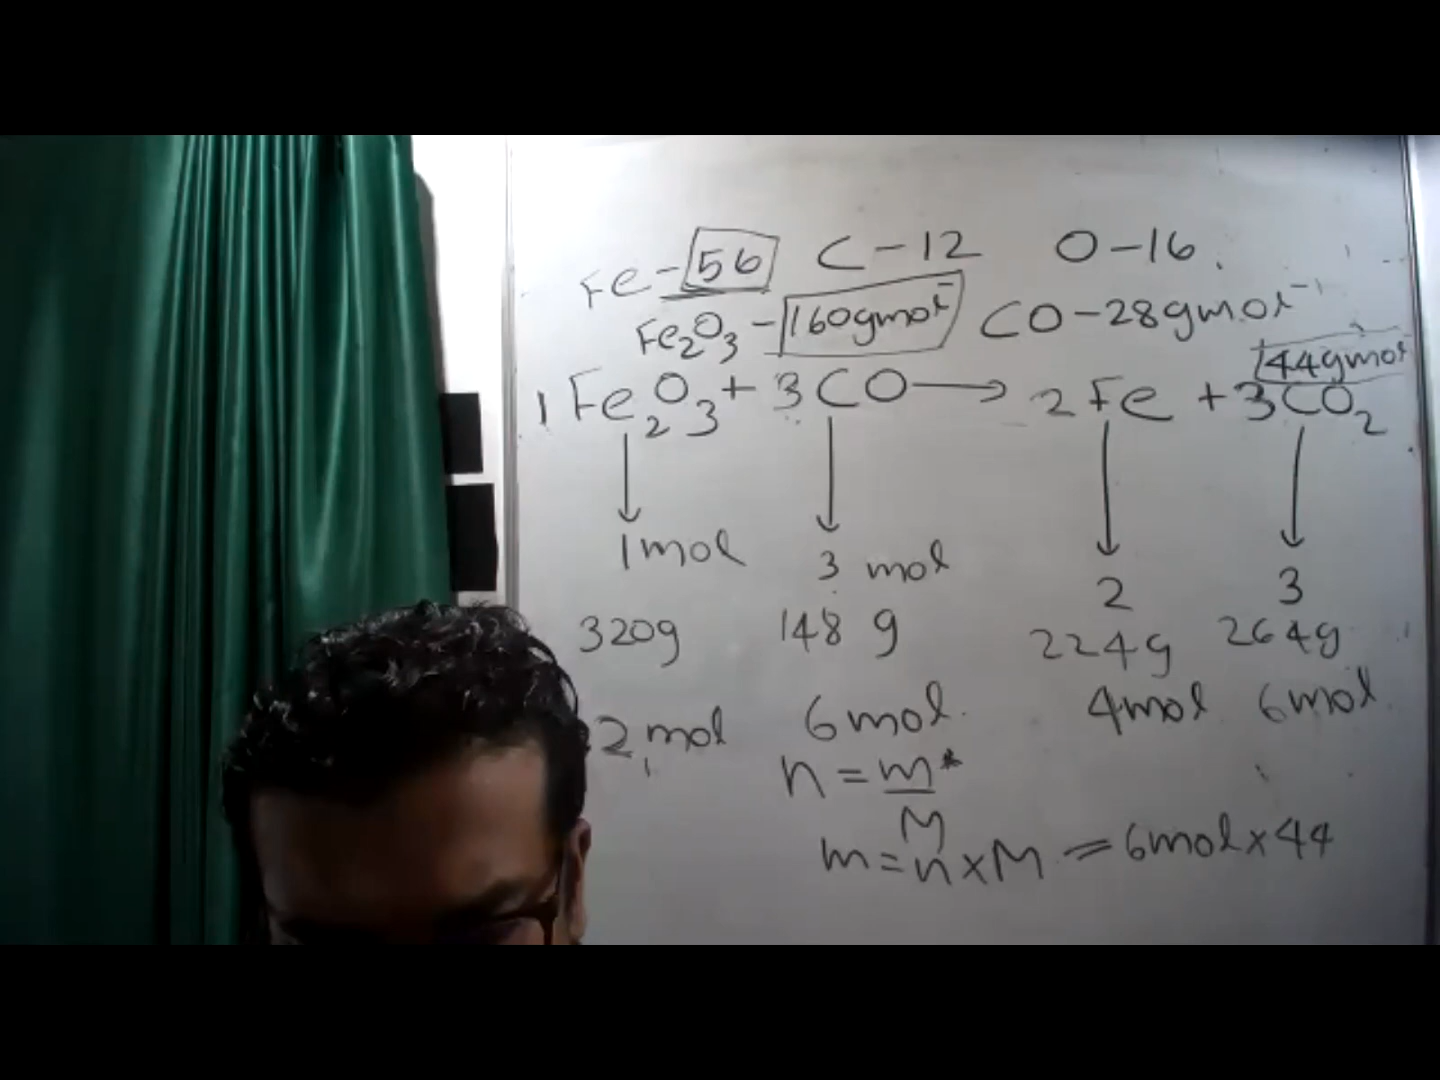 Fe-56 C-12 O-16.
Fe₂O₃-160gmol⁻ CO-28gmol⁻¹
44gmol
1Fe₂O₃+3CO→2Fe+3CO₂
1mol 3 mol 2 3
320g 148 g 224g 264g
2mol 6mol. 4mol 6mol
n=m/M
m=n×M=6mol×44